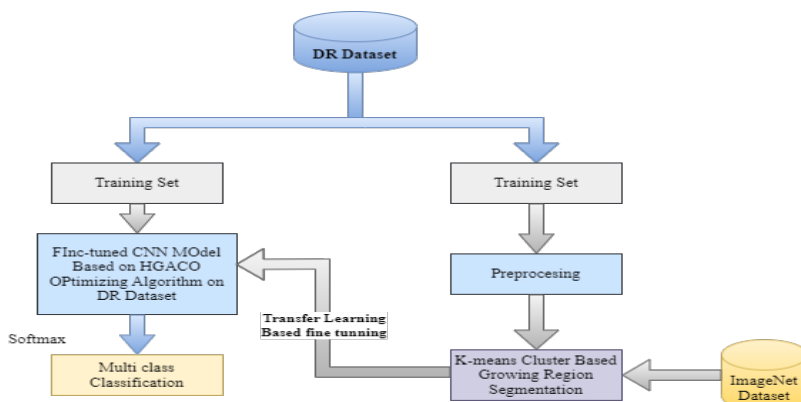 DR Dataset
Training Set
Training Set
FInc-tuned CNN MOdel
Based on HGACO
OPtimizing Algorithm on
DR Dataset
Preprocesing
Transfer Learning
Based fine tunning
Softmax
Multi class
Classification
K-means Cluster Based
Growing Region
Segmentation
ImageNet
Dataset